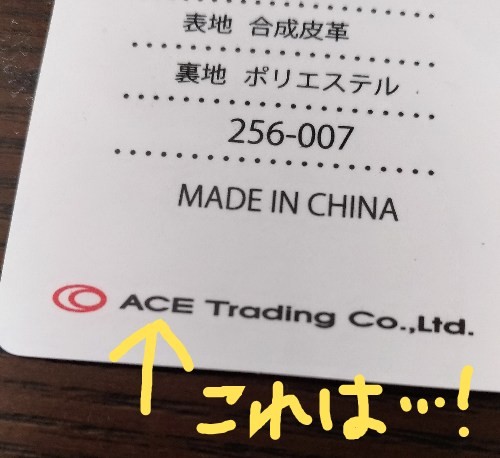 表地 合成皮革
裏地 ポリエステル
256-007
MADE IN CHINA
ACE Trading Co.,Ltd.
これは…!